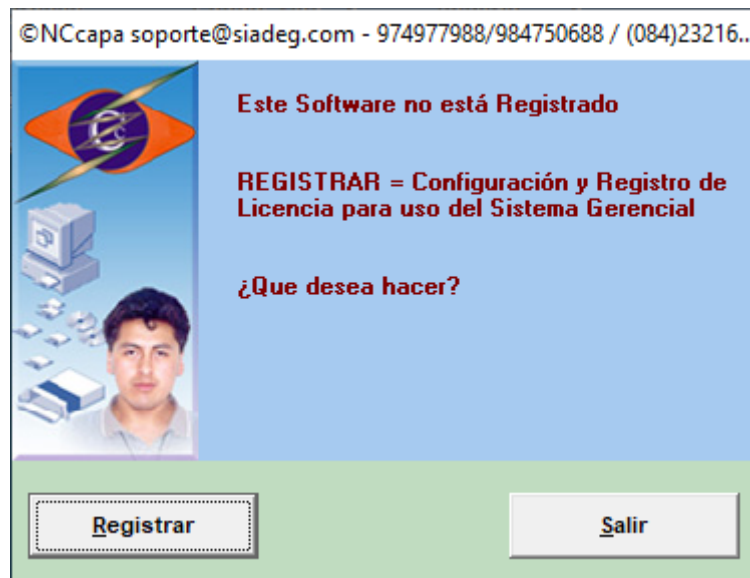 ©NCcapa soporte@siadeg.com - 974977988/984750688 / (084)23216..
Este Software no está Registrado
REGISTRAR = Configuración y Registro de
Licencia para uso del Sistema Gerencial
¿Que desea hacer?
Registrar
Salir